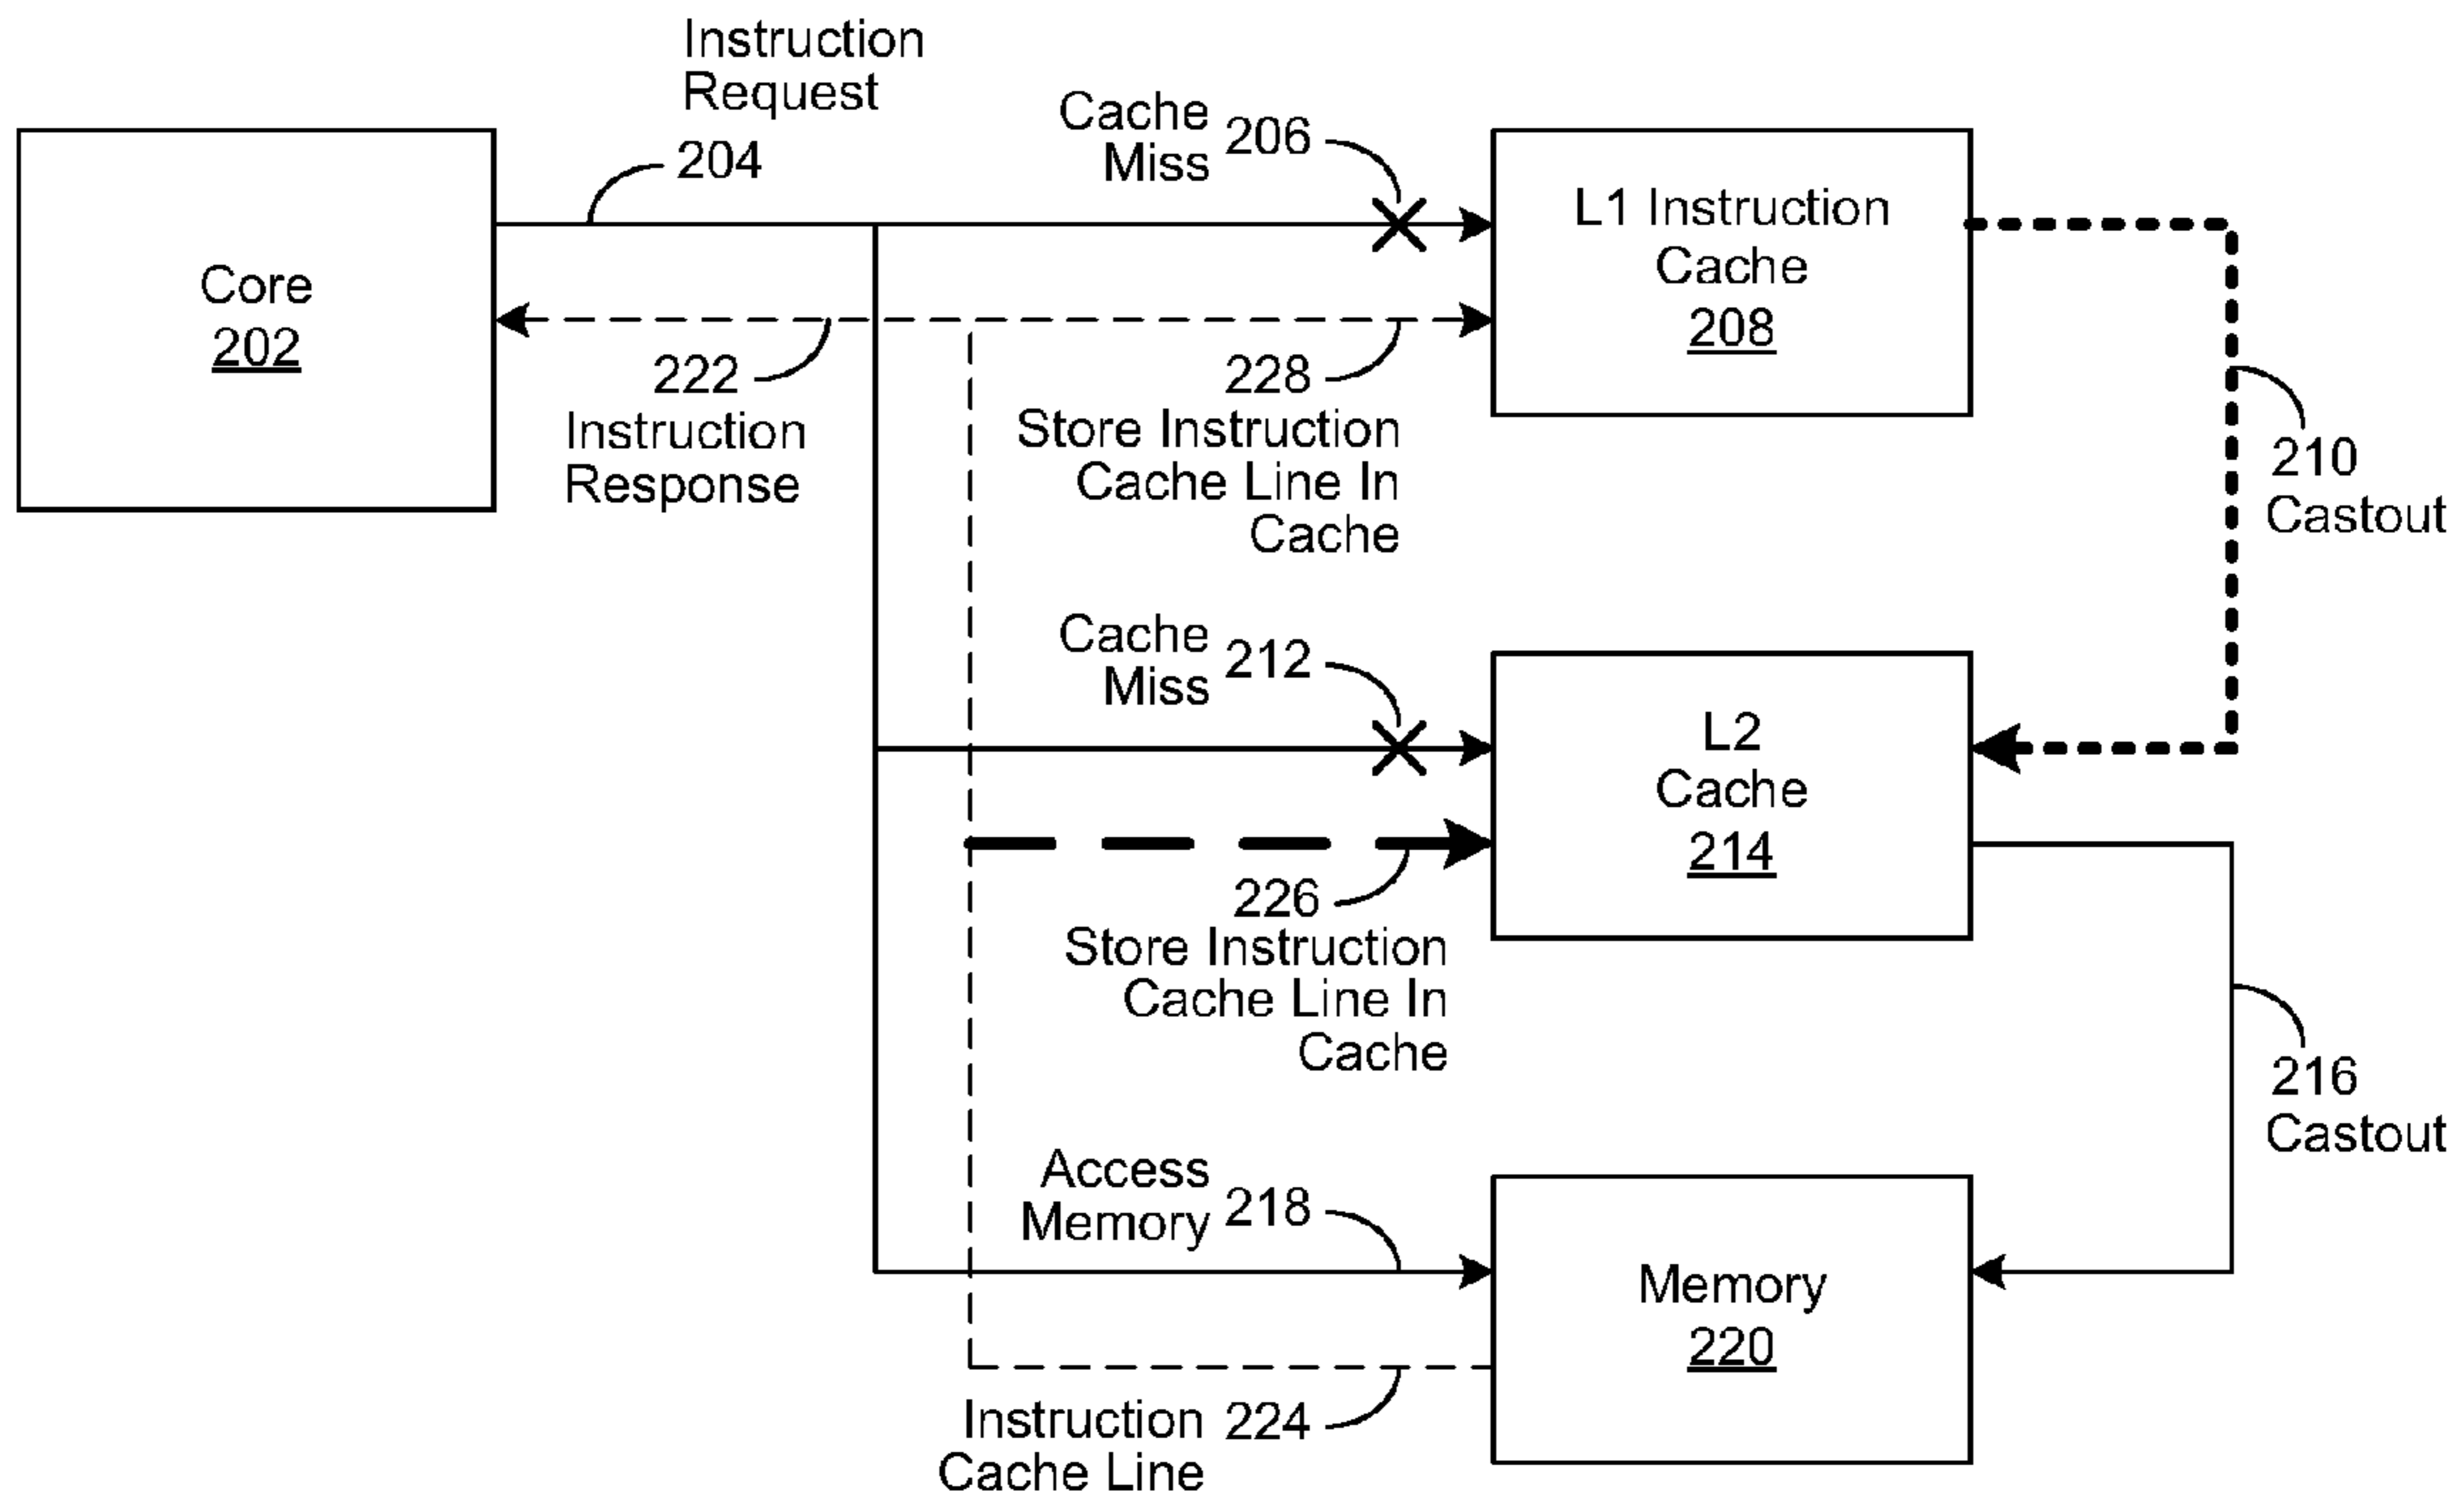 Instruction
Request
204
Cache
Miss
206
Core
202
L1 Instruction
Cache
208
222
Instruction
Response
228
Store Instruction
Cache Line In
Cache
210
Castout
Cache
Miss
212
L2
Cache
214
226
Store Instruction
Cache Line In
Cache
216
Castout
Access
Memory
218
Memory
220
Instruction
Cache Line
224